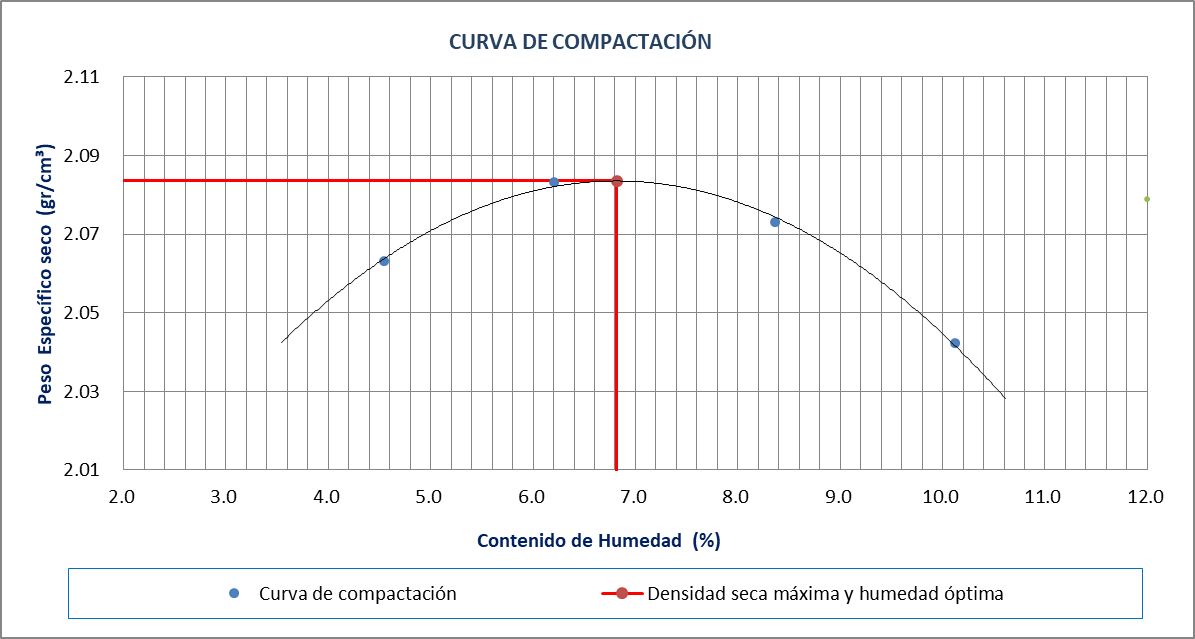 CURVA DE COMPACTACIÓN
2.11
2.09
2.07
2.05
2.03
2.01
Peso Específico seco (gr/cm³)
2.0 3.0 4.0 5.0 6.0 7.0 8.0 9.0 10.0 11.0 12.0
Contenido de Humedad (%)
Curva de compactación Densidad seca máxima y humedad óptima